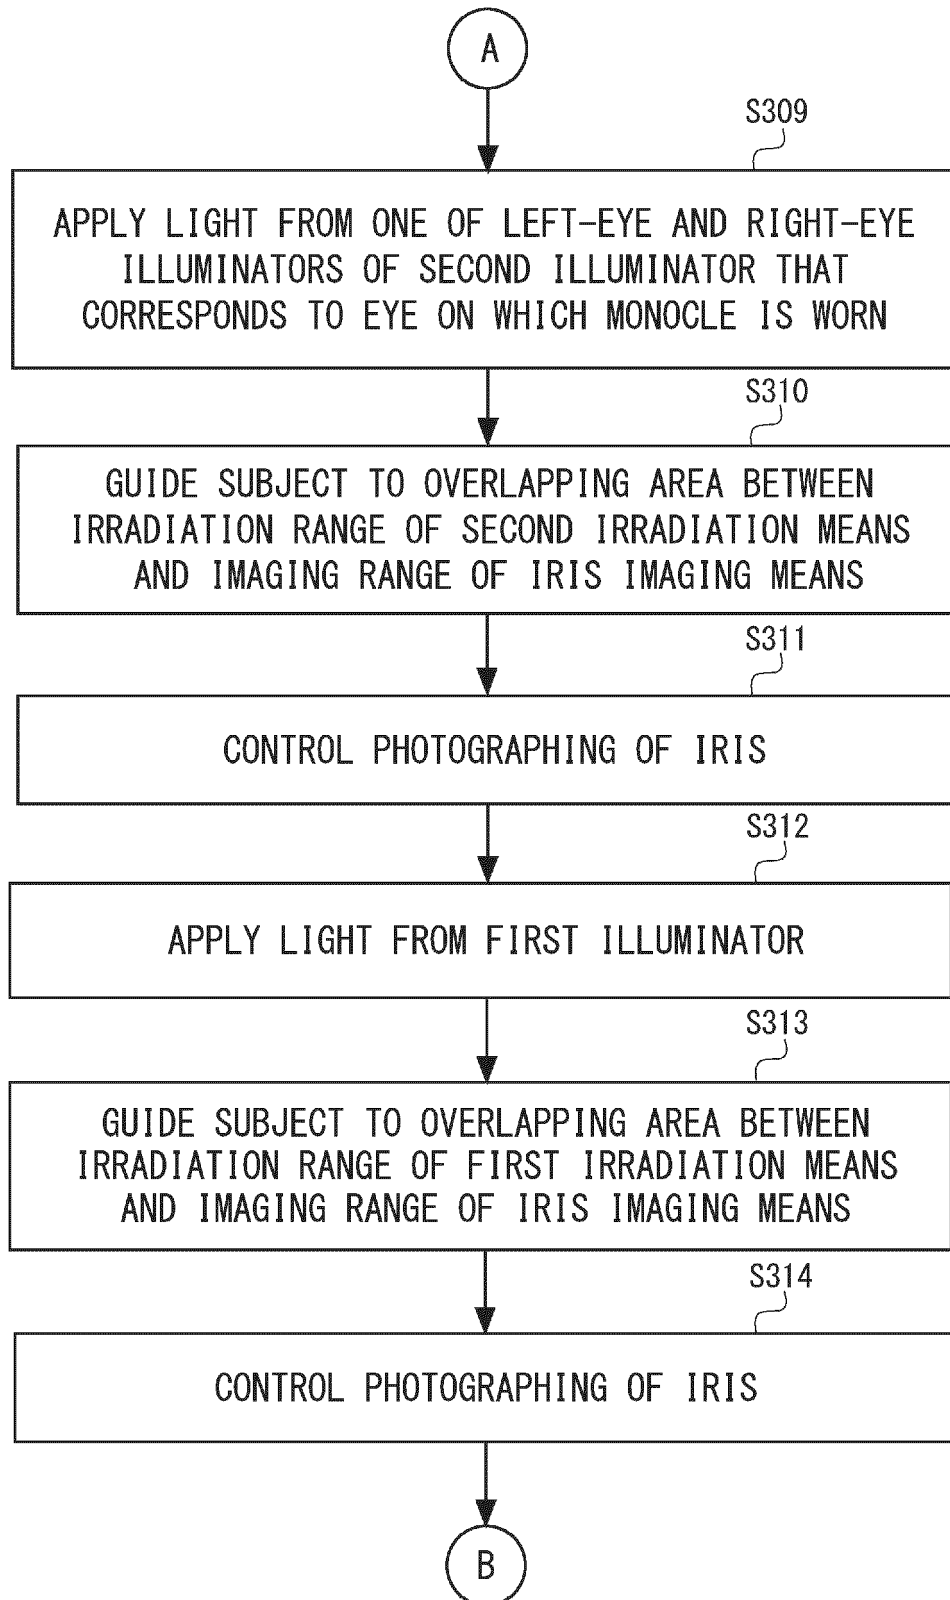 A
S309
APPLY LIGHT FROM ONE OF LEFT-EYE AND RIGHT-EYE
ILLUMINATORS OF SECOND ILLUMINATOR THAT
CORRESPONDS TO EYE ON WHICH MONOCLE IS WORN
S310
GUIDE SUBJECT TO OVERLAPPING AREA BETWEEN
IRRADIATION RANGE OF SECOND IRRADIATION MEANS
AND IMAGING RANGE OF IRIS IMAGING MEANS
S311
CONTROL PHOTOGRAPHING OF IRIS
S312
APPLY LIGHT FROM FIRST ILLUMINATOR
S313
GUIDE SUBJECT TO OVERLAPPING AREA BETWEEN
IRRADIATION RANGE OF FIRST IRRADIATION MEANS
AND IMAGING RANGE OF IRIS IMAGING MEANS
S314
CONTROL PHOTOGRAPHING OF IRIS
B